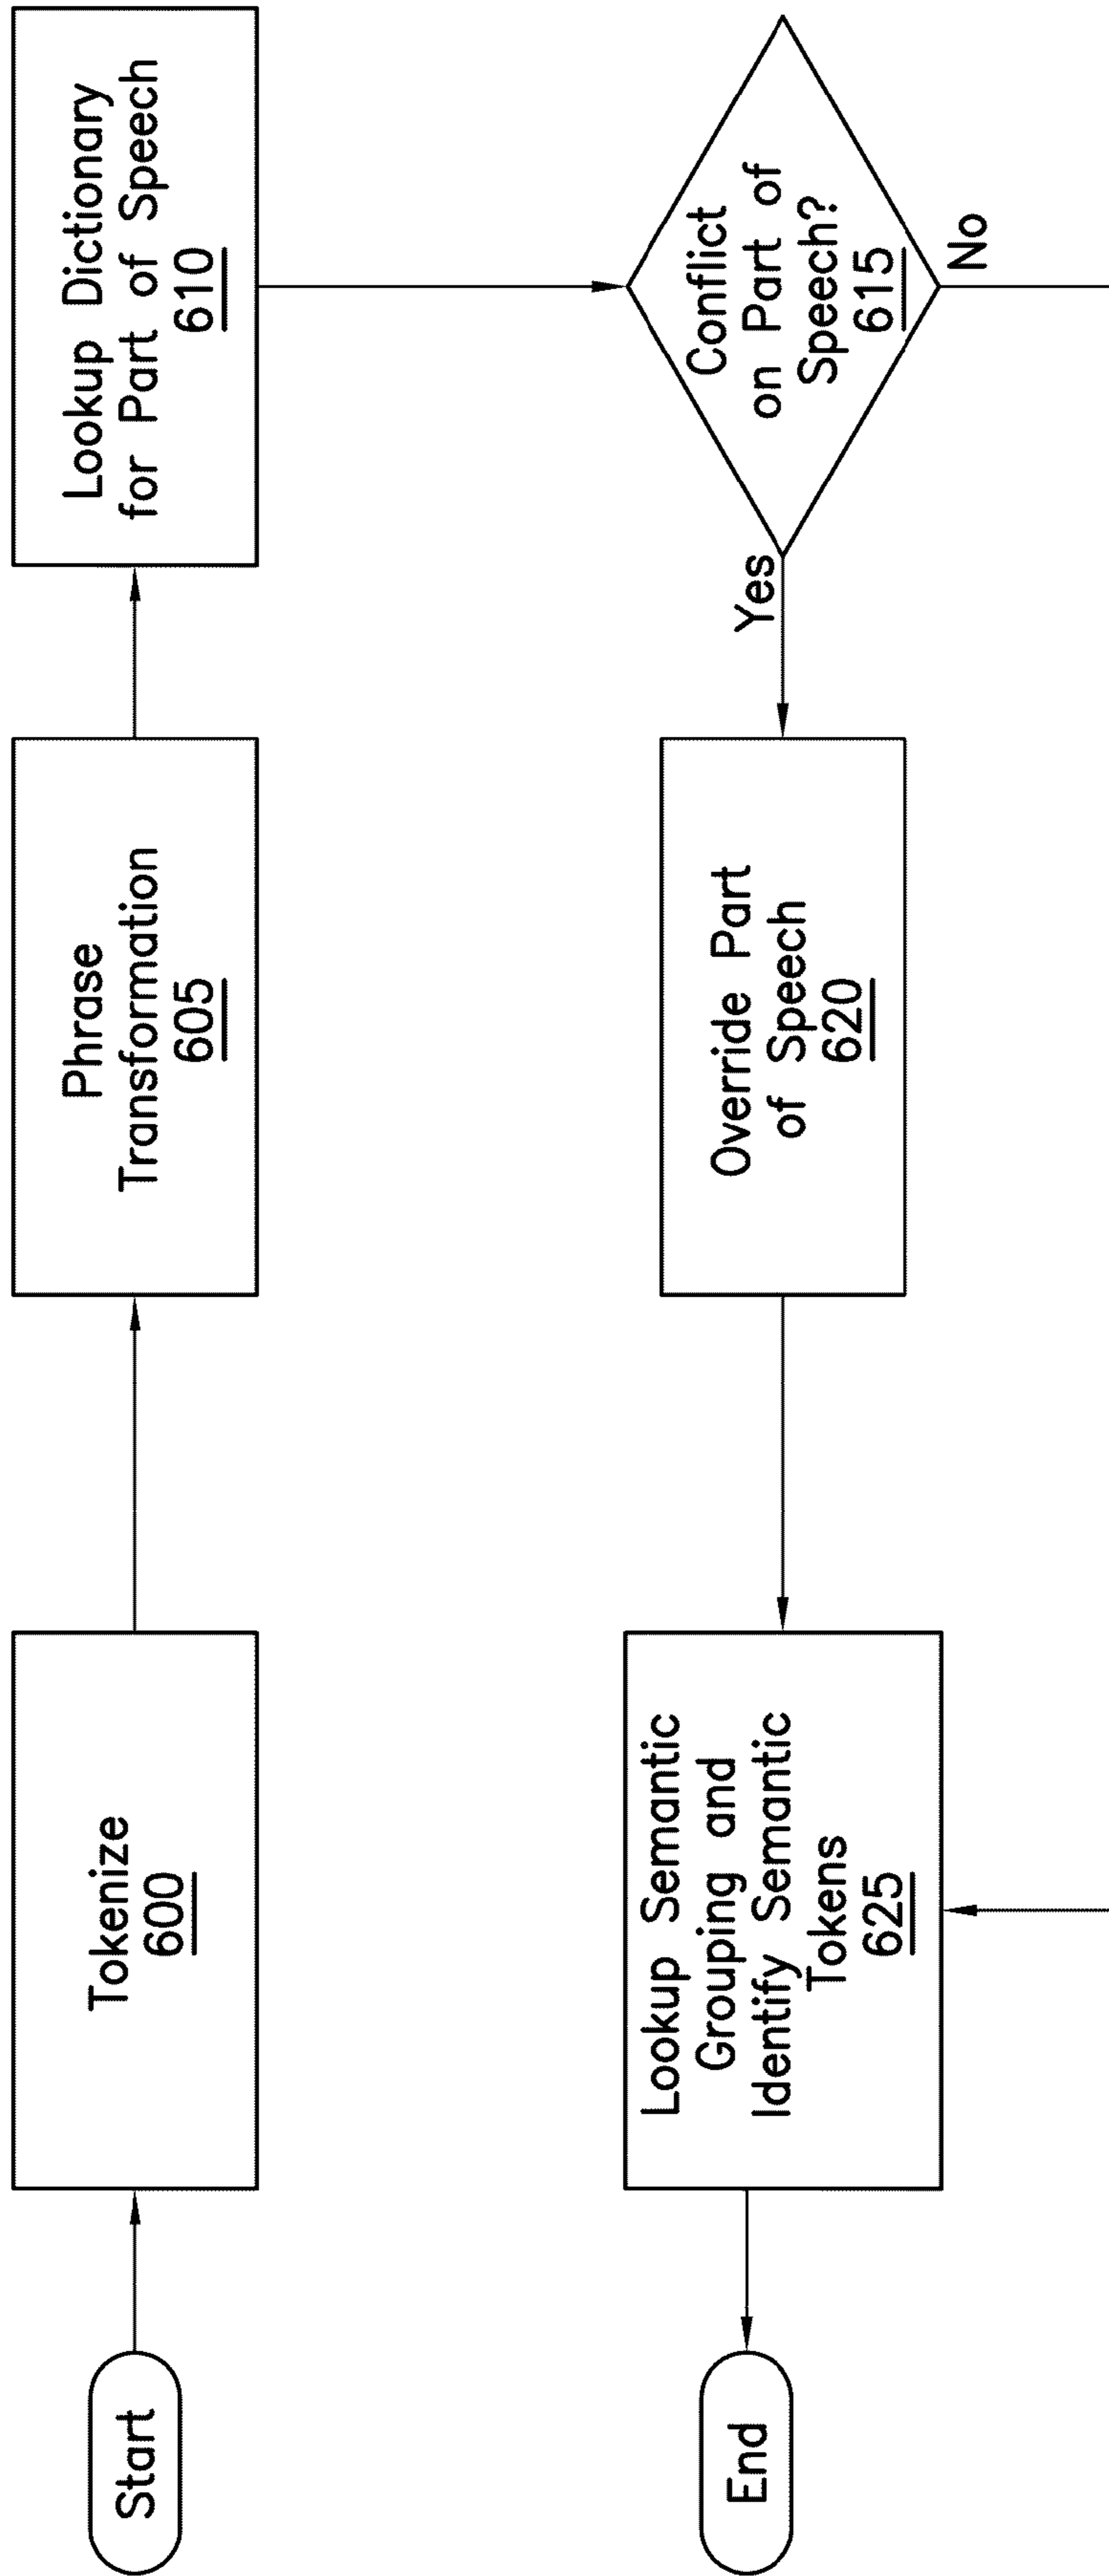 Start
Tokenize
600
Phrase
Transformation
605
Lookup Dictionary
for Part of Speech
610
Conflict
on Part of
Speech?
615
Yes
No
Override Part
of Speech
620
Lookup Semantic
Grouping and
Identify Semantic
Tokens
625
End